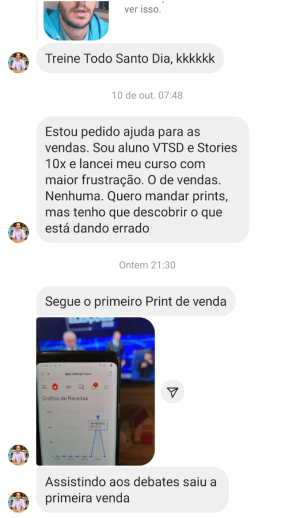 ver isso.
Treine Todo Santo Dia, kkkkkk
10 de out. 07:48
Estou pedido ajuda para as
vendas. Sou aluno VTSD e Stories
10x e lancei meu curso com
maior frustração. O de vendas.
Nenhuma. Quero mandar prints,
mas tenho que descobrir o que
está dando errado
Ontem 21:30
Segue o primeiro Print de venda
Gráfico de Receitas
Assistindo aos debates saiu a
primeira venda